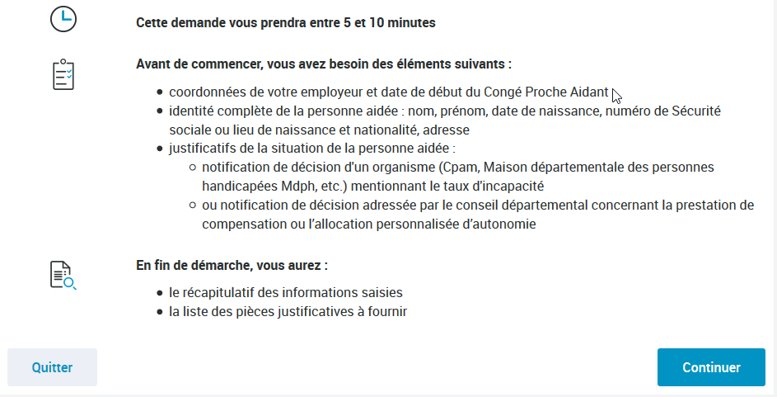 Cette demande vous prendra entre 5 et 10 minutes
Avant de commencer, vous avez besoin des éléments suivants :
• coordonnées de votre employeur et date de début du Congé Proche Aidant
• identité complète de la personne aidée : nom, prénom, date de naissance, numéro de Sécurité
sociale ou lieu de naissance et nationalité, adresse
• justificatifs de la situation de la personne aidée :
○ notification de décision d'un organisme (Cpam, Maison départementale des personnes
handicapées Mdph, etc.) mentionnant le taux d'incapacité
○ ou notification de décision adressée par le conseil départemental concernant la prestation de
compensation ou l’allocation personnalisée d’autonomie
En fin de démarche, vous aurez :
• le récapitulatif des informations saisies
• la liste des pièces justificatives à fournir
Quitter
Continuer